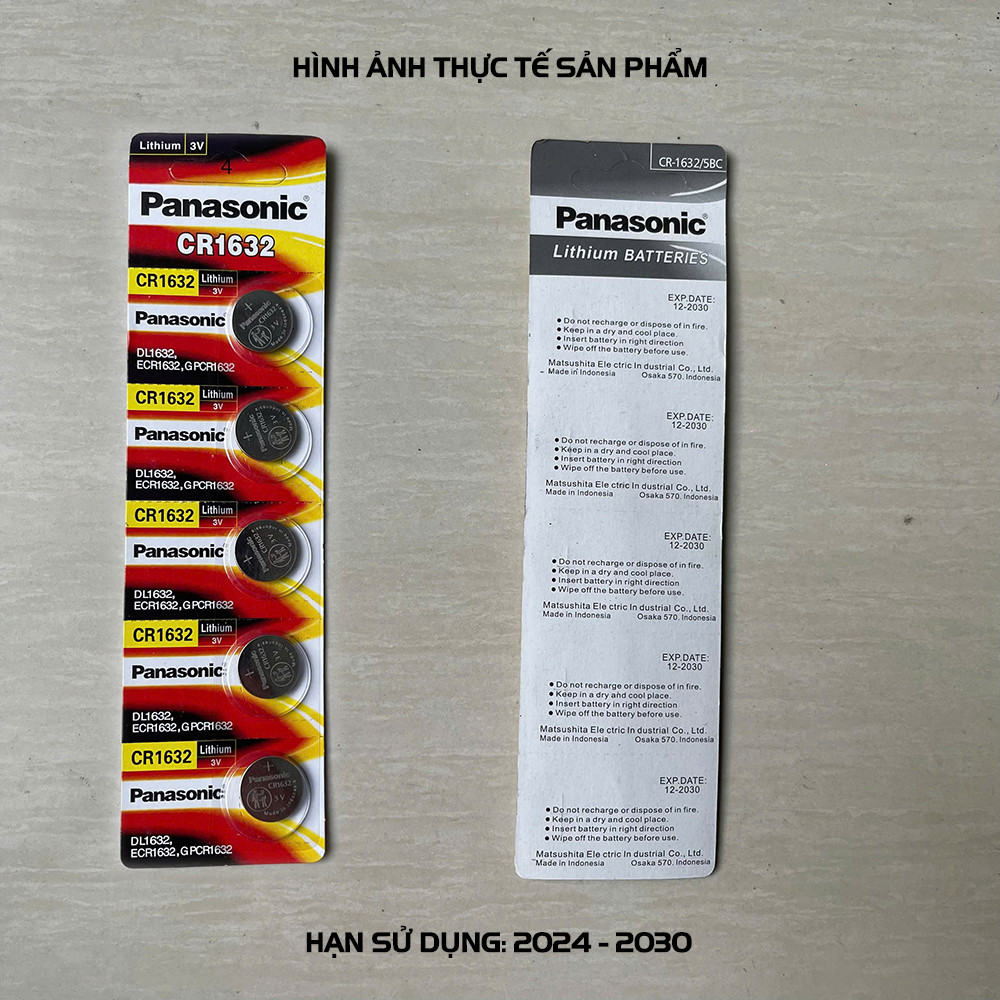 HÌNH ẢNH THỰC TẾ SẢN PHẨM
Lithium 3V
4
Panasonic
CR1632
CR1632 Lithium 3V
Panasonic
DL1632,
ECR1632,GPCR1632
CR1632 Lithium 3V
Panasonic
DL1632,
ECR1632,GPCR1632
CR1632 Lithium 3V
Panasonic
DL1632,
ECR1632,GPCR1632
CR1632 Lithium 3V
Panasonic
DL1632,
ECR1632,GPCR1632
CR1632 Lithium 3V
Panasonic
Panasonic
CR1632
3V
DL1632,
ECR1632,GPCR1632
CR-1632/5BC
Panasonic
Lithium BATTERIES
EXP.DATE:
12-2030
• Do not recharge or dispose of in fire.
• Keep in a dry and cool place.
• Insert battery in right direction
• Wipe off the battery before use.
Matsushita Ele ctric In dustrial Co., Ltd.
Made in Indonesia Osaka 570. Indonesia
EXP.DATE:
12-2030
• Do not recharge or dispose of in fire.
• Keep in a dry and cool place.
• Insert battery in right direction
• Wipe off the battery before use.
Matsushita Ele ctric In dustrial Co., Ltd.
Made in Indonesia Osaka 570. Indonesia
EXP.DATE:
12-2030
• Do not recharge or dispose of in fire.
• Keep in a dry and cool place.
• Insert battery in right direction
• Wipe off the battery before use.
Matsushita Ele ctric In dustrial Co., Ltd.
Made in Indonesia Osaka 570. Indonesia
EXP.DATE:
12-2030
• Do not recharge or dispose of in fire.
• Keep in a dry and cool place.
• Insert battery in right direction
• Wipe off the battery before use.
Matsushita Ele ctric In dustrial Co., Ltd.
Made in Indonesia Osaka 570. Indonesia
EXP.DATE:
12-2030
• Do not recharge or dispose of in fire.
• Keep in a dry and cool place.
• Insert battery in right direction
• Wipe off the battery before use.
Matsushita Ele ctric In dustrial Co., Ltd.
Made in Indonesia Osaka 570. Indonesia
HẠN SỬ DỤNG: 2024 - 2030